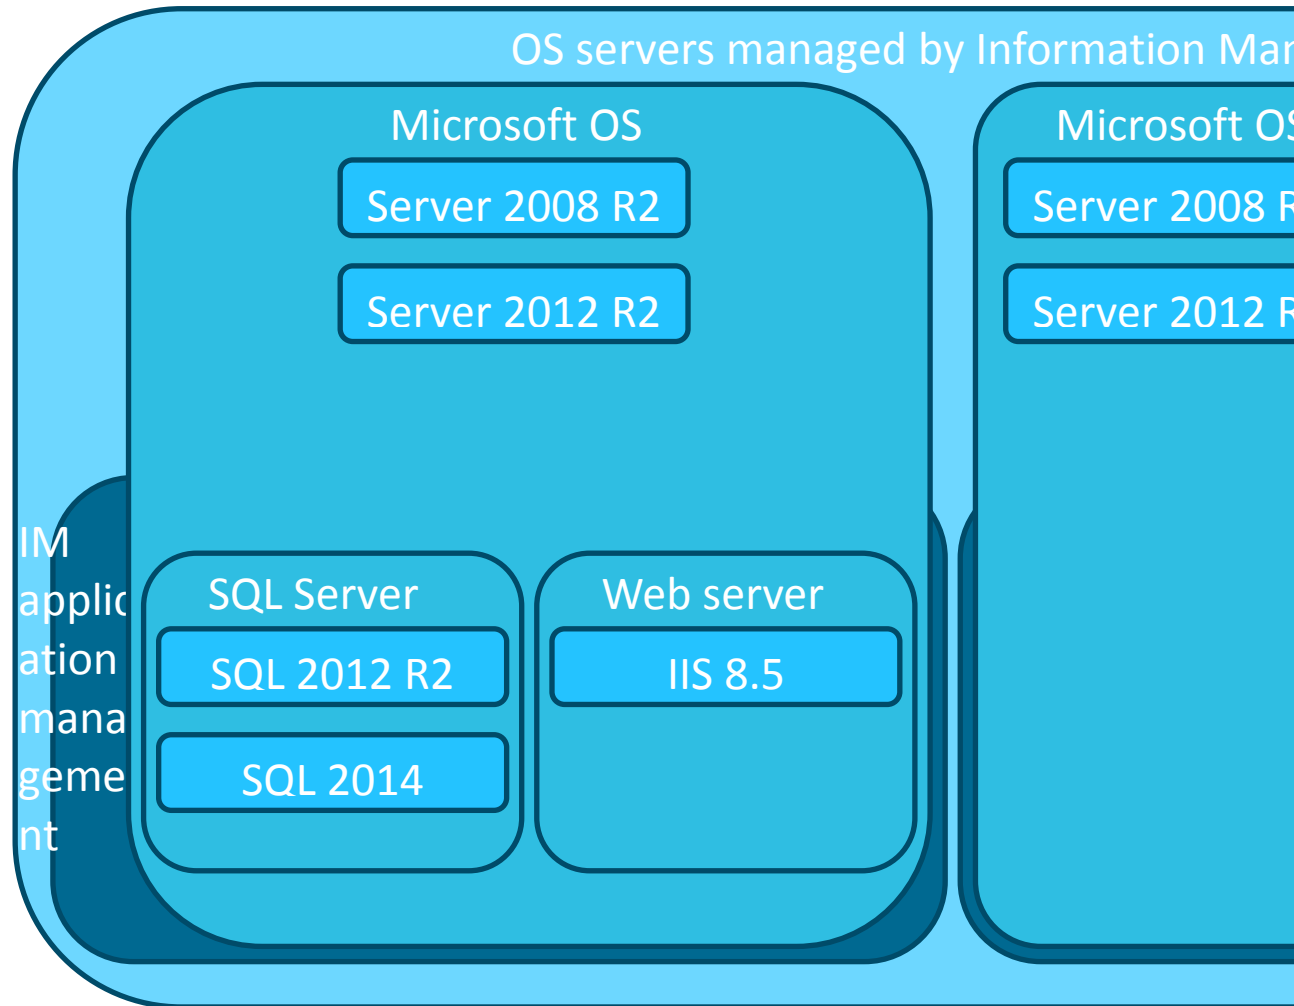 OS servers managed by Information
Microsoft OS
Server 2008 R2
Server 2012 R2
IM
applic
ation
mana
geme
nt
SQL Server
SQL 2012 R2
SQL 2014
Web server
IIS 8.5
Microsoft OS
Server 2008
Server 2012